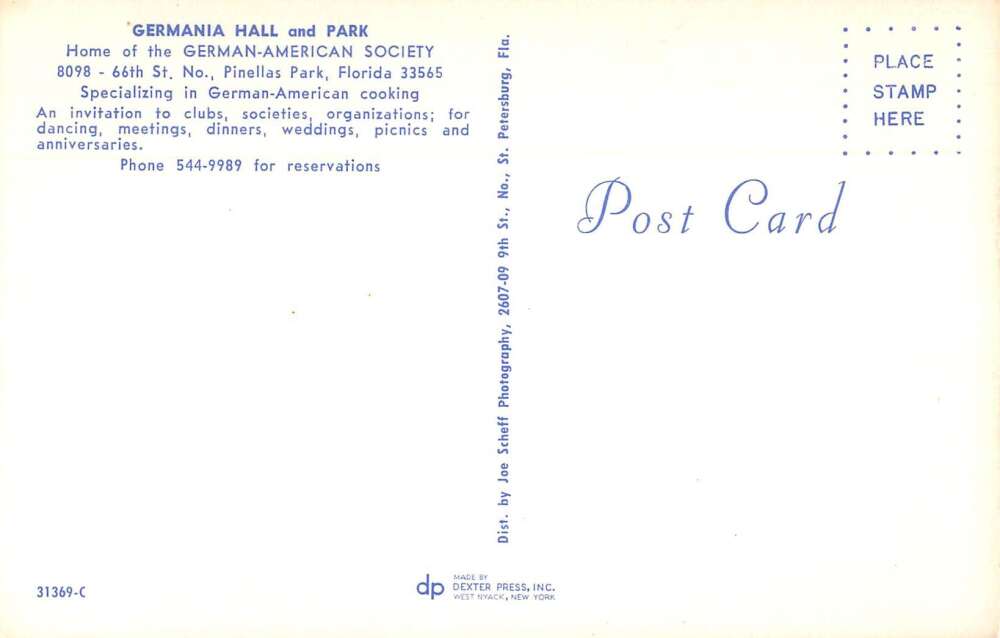 GERMANIA HALL and PARK
Home of the GERMAN-AMERICAN SOCIETY
8098 - 66th St. No., Pinellas Park, Florida 33565
Specializing in German-American cooking
An invitation to clubs, societies, organizations; for
dancing, meetings, dinners, weddings, picnics and
anniversaries.
Phone 544-9989 for reservations
31369-C
Dist. by Joe Scheff Photography, 2607-09 9th St., No., St. Petersburg, Fla.
dp
MADE BY
DEXTER PRESS, INC.
WEST NYACK, NEW YORK
PLACE
STAMP
HERE
Post Card